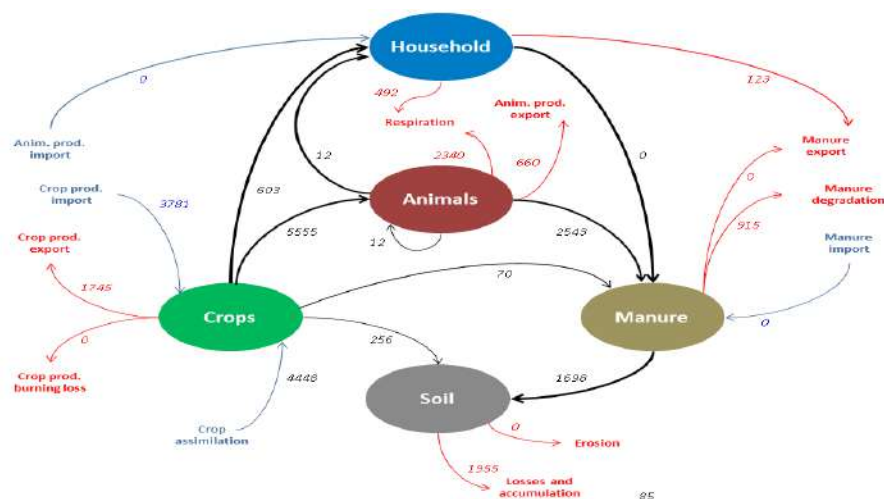 Household
0
492
123
Respiration
Anim. prod.
export
Anim. prod.
import
Manure
export
12
2340
660
0
Crop prod.
import
603
Animals
0
Manure
degradation
3781
5555
12
2543
915
Crop prod.
export
Manure
import
1745
70
Crops
Manure
0
256
0
Crop prod.
burning loss
4448
1698
Soil
Crop
assimilation
0
Erosion
1955
Losses and
accumulation
85